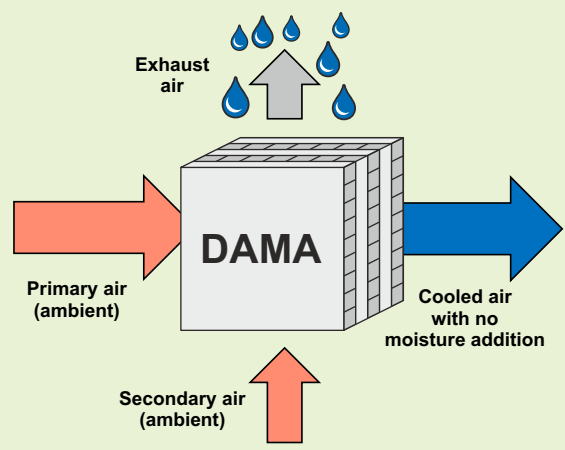 Exhaust
air
DAMA
Primary air
(ambient)
Cooled air
with no
moisture addition
Secondary air
(ambient)